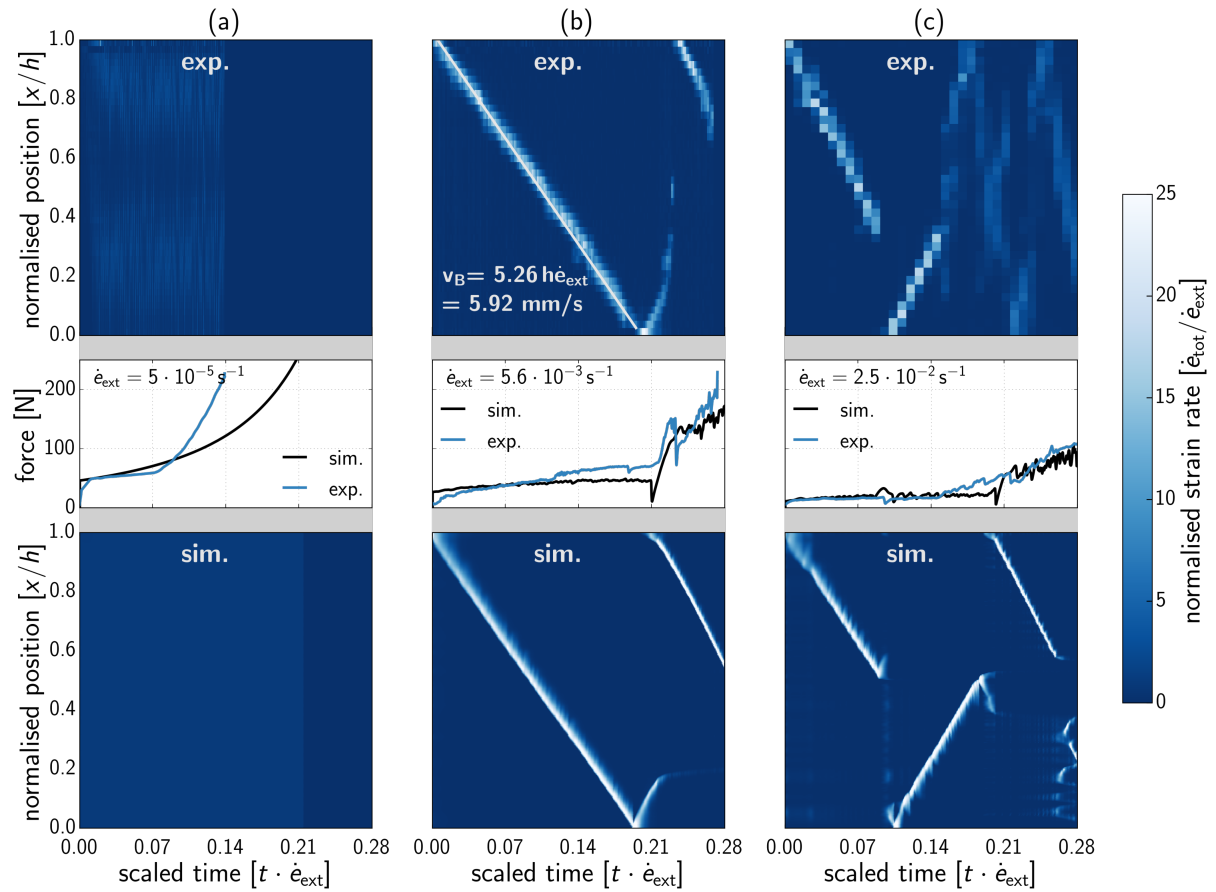 (a) (b) (c)
normalised position [x/h]
1.0
0.8
0.6
0.4
0.2
0.0
exp.
exp.
v_B = 5.26 hė_ext
= 5.92 mm/s
exp.
force [N]
200
100
0
ė_ext = 5 · 10⁻⁵ s⁻¹
sim.
exp.
ė_ext = 5.6 · 10⁻³ s⁻¹
sim.
exp.
ė_ext = 2.5 · 10⁻² s⁻¹
sim.
exp.
normalised position [x/h]
1.0
0.8
0.6
0.4
0.2
0.0
sim.
sim.
sim.
0.00 0.07 0.14 0.21 0.28
0.00 0.07 0.14 0.21 0.28
0.00 0.07 0.14 0.21 0.28
scaled time [t · ė_ext]
scaled time [t · ė_ext]
scaled time [t · ė_ext]
25
20
15
10
5
0
normalised strain rate [ė_tot/ė_ext]